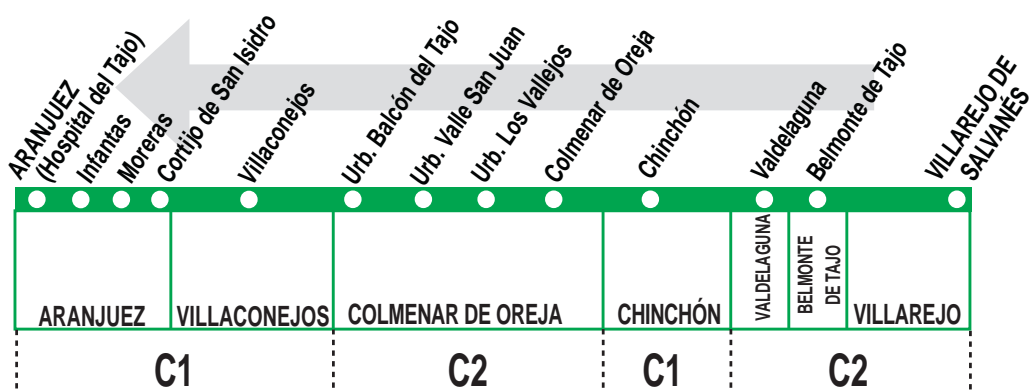 ARANJUEZ
(Hospital del Tajo)
Infantas
Moreras
Cortijo de San Isidro
Villaconejos
Urb. Balcón del Tajo
Urb. Valle San Juan
Urb. Los Vallejos
Colmenar de Oreja
Chinchón
Valdelaguna
Belmonte de Tajo
VILLAREJO DE
SALVANÉS
ARANJUEZ
VILLACONEJOS
COLMENAR DE OREJA
CHINCHÓN
VALDELAGUNA
BELMONTE
DE TAJO
VILLAREJO
C1
C2
C1
C2